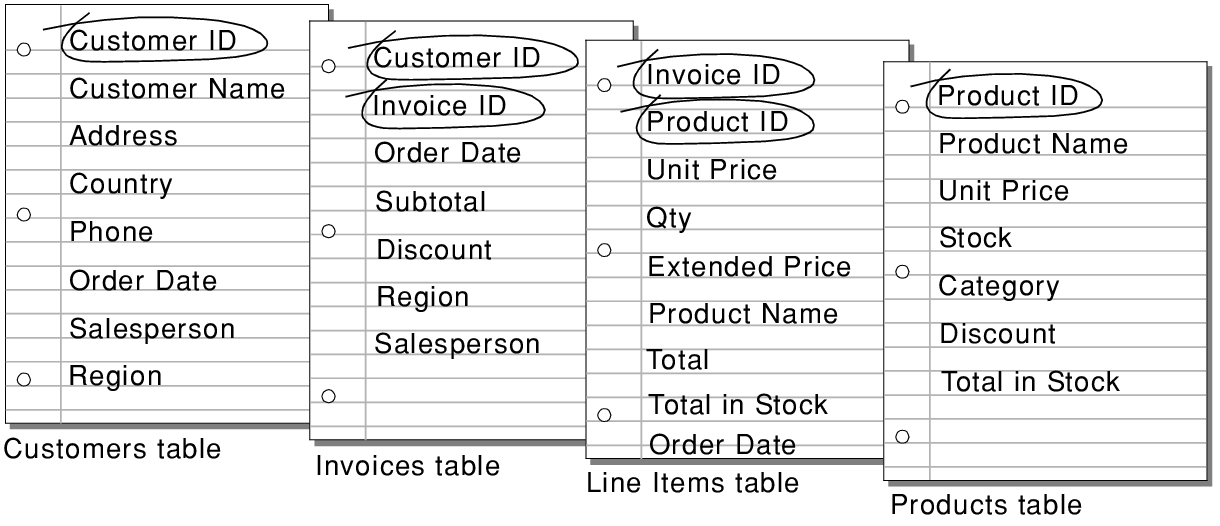 Customer ID
Customer Name
Address
Country
Phone
Order Date
Salesperson
Region
Customers table
Customer ID
Invoice ID
Order Date
Subtotal
Discount
Region
Salesperson
Invoices table
Invoice ID
Product ID
Unit Price
Qty
Extended Price
Product Name
Total
Total in Stock
Order Date
Line Items table
Product ID
Product Name
Unit Price
Stock
Category
Discount
Total in Stock
Products table